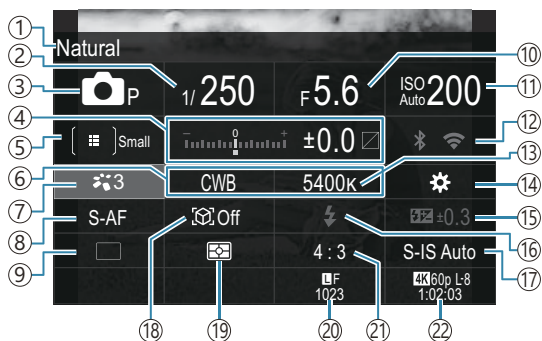 ① Natural
② ⑩
③ P 1/250 F5.6 ISO Auto 200 ⑪
④ ⑫
⑤ [ ] Small − 0 + ±0.0
⑥ ⑬
⑦ 3 CWB 5400K ⑭
⑧ S-AF Off ±0.3 ⑮
⑨ 4 : 3 S-IS Auto ⑯
⑰
L F 4K 60p L-8
1023 1:02:03
⑱ ⑲ ⑳ ㉑ ㉒